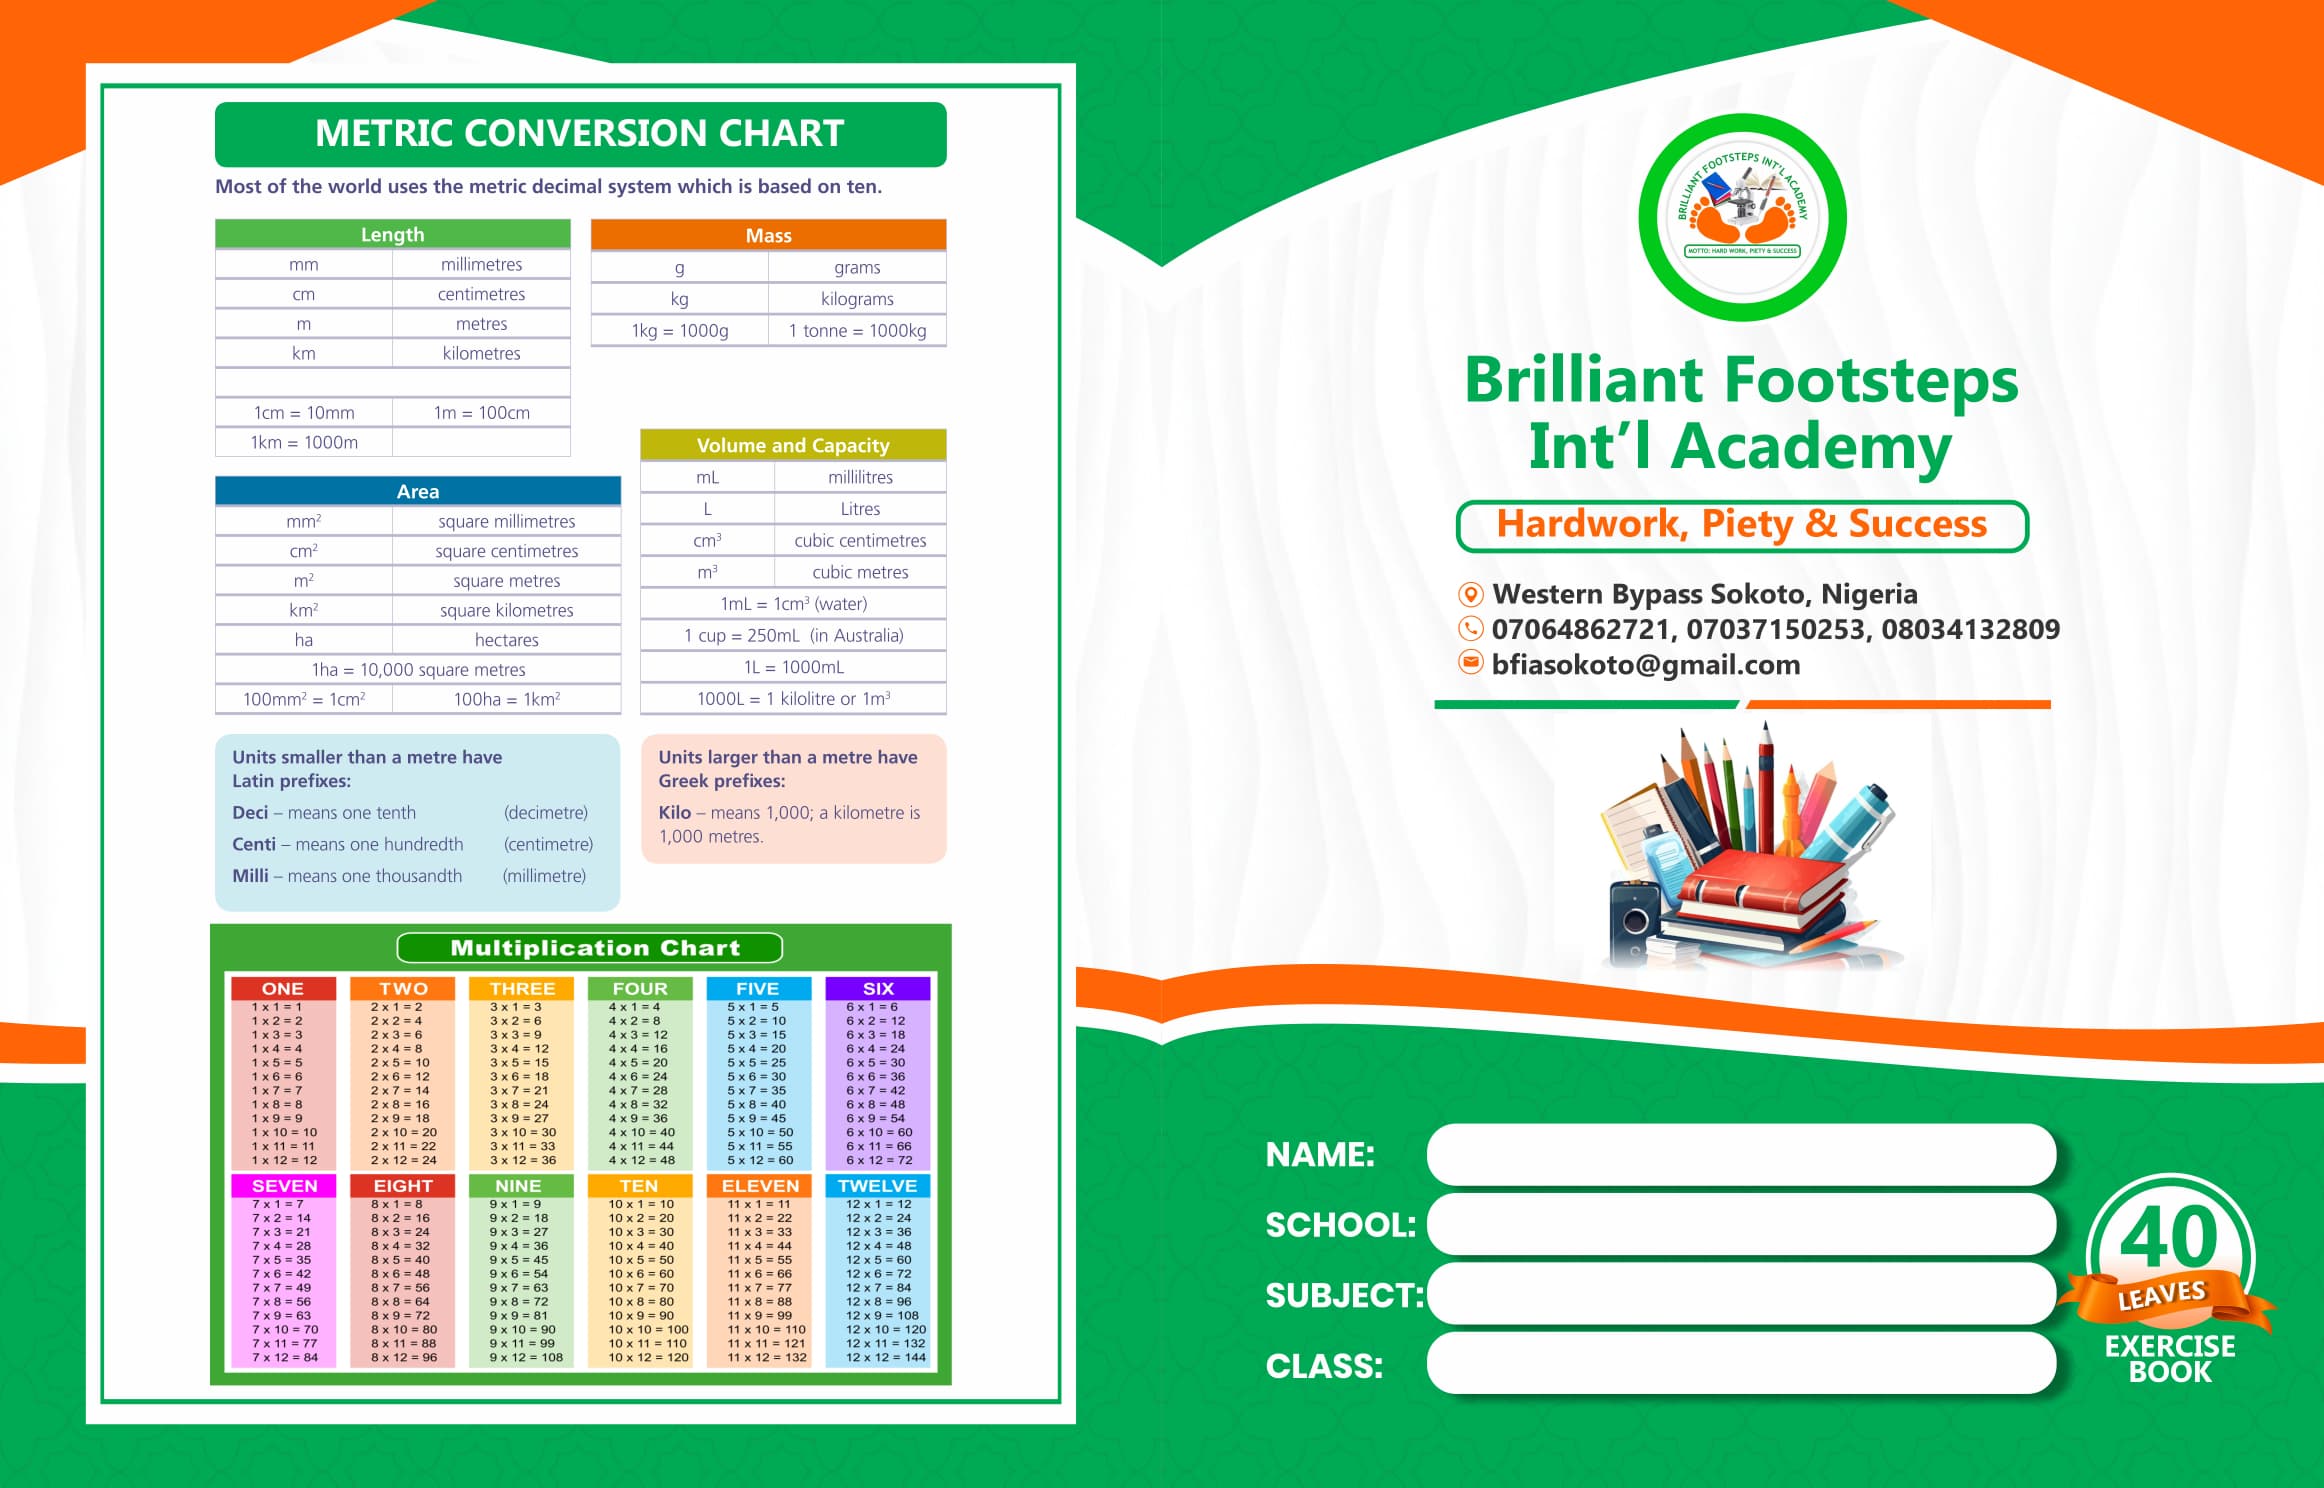 METRIC CONVERSION CHART
Most of the world uses the metric decimal system which is based on ten.
Length
mm millimetres
cm centimetres
m metres
km kilometres
1cm = 10mm 1m = 100cm
1km = 1000m
Mass
g grams
kg kilograms
1kg = 1000g 1 tonne = 1000kg
Area
mm² square millimetres
cm² square centimetres
m² square metres
km² square kilometres
ha hectares
1ha = 10,000 square metres
100mm² = 1cm² 100ha = 1km²
Volume and Capacity
mL millilitres
L Litres
cm³ cubic centimetres
m³ cubic metres
1mL = 1cm³ (water)
1 cup = 250mL (in Australia)
1L = 1000mL
1000L = 1 kilolitre or 1m³
Units smaller than a metre have
Latin prefixes:
Deci – means one tenth (decimetre)
Centi – means one hundredth (centimetre)
Milli – means one thousandth (millimetre)
Units larger than a metre have
Greek prefixes:
Kilo – means 1,000; a kilometre is
1,000 metres.
Multiplication Chart
ONE
1 x 1 = 1
1 x 2 = 2
1 x 3 = 3
1 x 4 = 4
1 x 5 = 5
1 x 6 = 6
1 x 7 = 7
1 x 8 = 8
1 x 9 = 9
1 x 10 = 10
1 x 11 = 11
1 x 12 = 12
TWO
2 x 1 = 2
2 x 2 = 4
2 x 3 = 6
2 x 4 = 8
2 x 5 = 10
2 x 6 = 12
2 x 7 = 14
2 x 8 = 16
2 x 9 = 18
2 x 10 = 20
2 x 11 = 22
2 x 12 = 24
THREE
3 x 1 = 3
3 x 2 = 6
3 x 3 = 9
3 x 4 = 12
3 x 5 = 15
3 x 6 = 18
3 x 7 = 21
3 x 8 = 24
3 x 9 = 27
3 x 10 = 30
3 x 11 = 33
3 x 12 = 36
FOUR
4 x 1 = 4
4 x 2 = 8
4 x 3 = 12
4 x 4 = 16
4 x 5 = 20
4 x 6 = 24
4 x 7 = 28
4 x 8 = 32
4 x 9 = 36
4 x 10 = 40
4 x 11 = 44
4 x 12 = 48
FIVE
5 x 1 = 5
5 x 2 = 10
5 x 3 = 15
5 x 4 = 20
5 x 5 = 25
5 x 6 = 30
5 x 7 = 35
5 x 8 = 40
5 x 9 = 45
5 x 10 = 50
5 x 11 = 55
5 x 12 = 60
SIX
6 x 1 = 6
6 x 2 = 12
6 x 3 = 18
6 x 4 = 24
6 x 5 = 30
6 x 6 = 36
6 x 7 = 42
6 x 8 = 48
6 x 9 = 54
6 x 10 = 60
6 x 11 = 66
6 x 12 = 72
SEVEN
7 x 1 = 7
7 x 2 = 14
7 x 3 = 21
7 x 4 = 28
7 x 5 = 35
7 x 6 = 42
7 x 7 = 49
7 x 8 = 56
7 x 9 = 63
7 x 10 = 70
7 x 11 = 77
7 x 12 = 84
EIGHT
8 x 1 = 8
8 x 2 = 16
8 x 3 = 24
8 x 4 = 32
8 x 5 = 40
8 x 6 = 48
8 x 7 = 56
8 x 8 = 64
8 x 9 = 72
8 x 10 = 80
8 x 11 = 88
8 x 12 = 96
NINE
9 x 1 = 9
9 x 2 = 18
9 x 3 = 27
9 x 4 = 36
9 x 5 = 45
9 x 6 = 54
9 x 7 = 63
9 x 8 = 72
9 x 9 = 81
9 x 10 = 90
9 x 11 = 99
9 x 12 = 108
TEN
10 x 1 = 10
10 x 2 = 20
10 x 3 = 30
10 x 4 = 40
10 x 5 = 50
10 x 6 = 60
10 x 7 = 70
10 x 8 = 80
10 x 9 = 90
10 x 10 = 100
10 x 11 = 110
10 x 12 = 120
ELEVEN
11 x 1 = 11
11 x 2 = 22
11 x 3 = 33
11 x 4 = 44
11 x 5 = 55
11 x 6 = 66
11 x 7 = 77
11 x 8 = 88
11 x 9 = 99
11 x 10 = 110
11 x 11 = 121
11 x 12 = 132
TWELVE
12 x 1 = 12
12 x 2 = 24
12 x 3 = 36
12 x 4 = 48
12 x 5 = 60
12 x 6 = 72
12 x 7 = 84
12 x 8 = 96
12 x 9 = 108
12 x 10 = 120
12 x 11 = 132
12 x 12 = 144
BRILLIANT FOOTSTEPS INT'L ACADEMY
MOTTO: HARD WORK, PIETY & SUCCESS
Brilliant Footsteps
Int’l Academy
Hardwork, Piety & Success
Western Bypass Sokoto, Nigeria
07064862721, 07037150253, 08034132809
bfiasokoto@gmail.com
NAME:
SCHOOL:
SUBJECT:
CLASS:
40
LEAVES
EXERCISE
BOOK